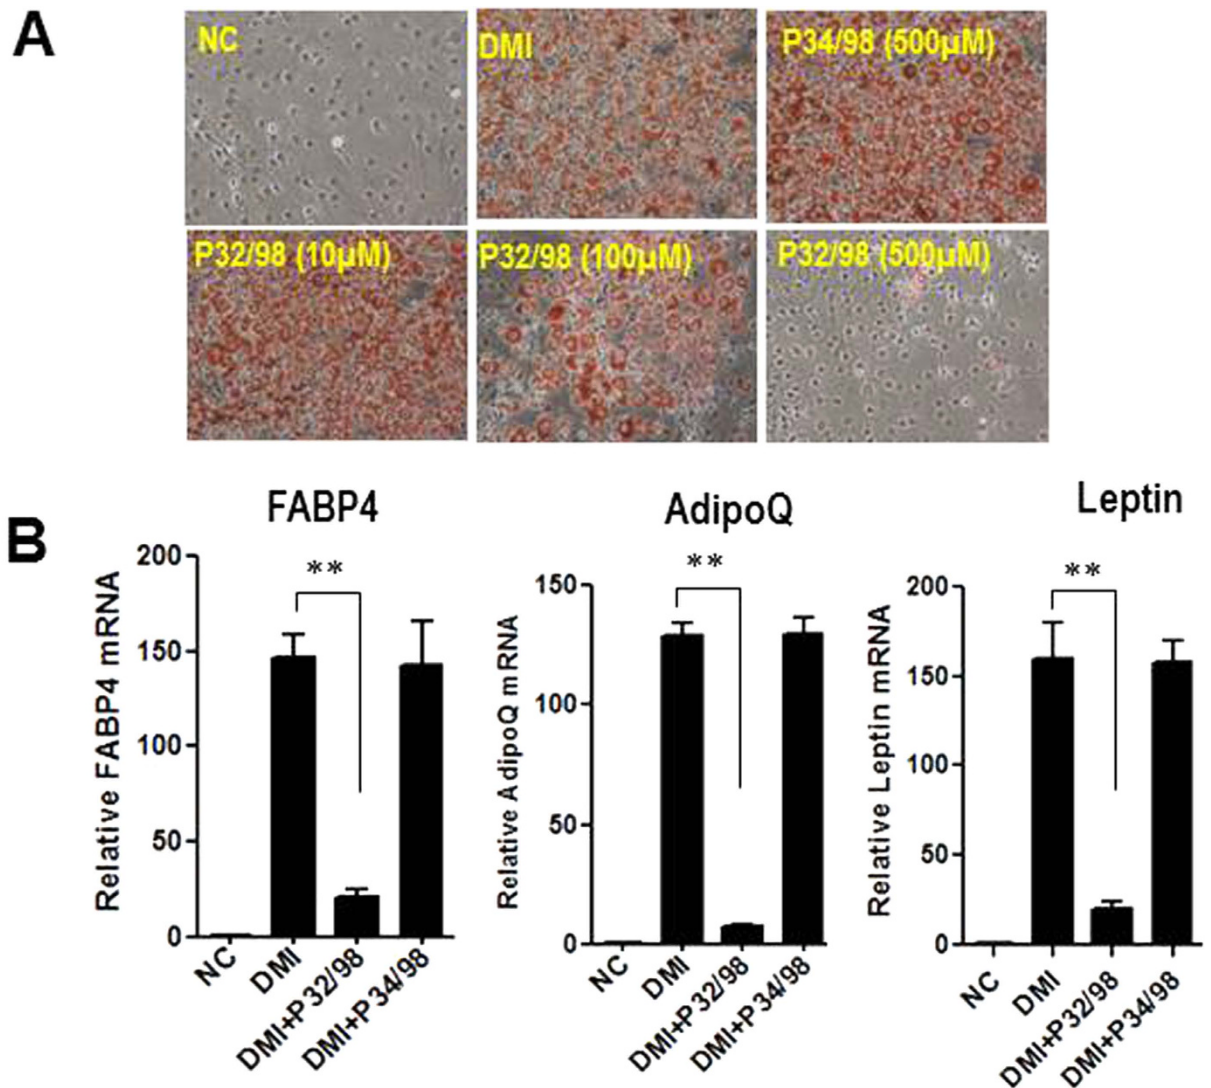 A
NC
DMI
P34/98 (500µM)
P32/98 (10µM)
P32/98 (100µM)
P32/98 (500µM)
B
FABP4
Relative FABP4 mRNA
200
150
100
50
0
**
NC
DMI
DMI+P32/98
DMI+P34/98
AdipoQ
Relative AdipoQ mRNA
150
100
50
0
**
NC
DMI
DMI+P32/98
DMI+P34/98
Leptin
Relative Leptin mRNA
200
150
100
50
0
**
NC
DMI
DMI+P32/98
DMI+P34/98